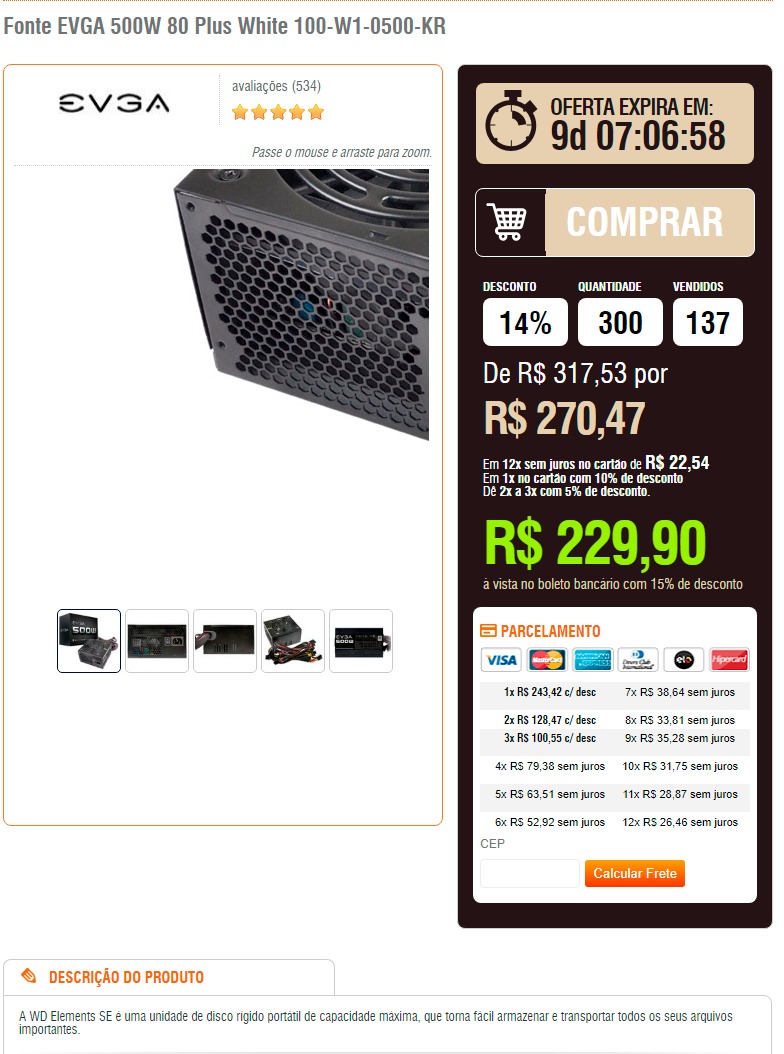 Fonte EVGA 500W 80 Plus White 100-W1-0500-KR
EVGA
avaliações (534)
Passe o mouse e arraste para zoom.
OFERTA EXPIRA EM:
9d 07:06:58
COMPRAR
DESCONTO QUANTIDADE VENDIDOS
14% 300 137
De R$ 317,53 por
R$ 270,47
Em 12x sem juros no cartão de R$ 22,54
Em 1x no cartão com 10% de desconto
Dê 2x a 3x com 5% de desconto.
R$ 229,90
à vista no boleto bancário com 15% de desconto
EVGA
500W
EVGA
500W
PARCELAMENTO
VISA MasterCard Diners Club International elo Hipercard
1x R$ 243,42 c/ desc 7x R$ 38,64 sem juros
2x R$ 128,47 c/ desc 8x R$ 33,81 sem juros
3x R$ 100,55 c/ desc 9x R$ 35,28 sem juros
4x R$ 79,38 sem juros 10x R$ 31,75 sem juros
5x R$ 63,51 sem juros 11x R$ 28,87 sem juros
6x R$ 52,92 sem juros 12x R$ 26,46 sem juros
CEP
Calcular Frete
DESCRIÇÃO DO PRODUTO
A WD Elements SE é uma unidade de disco rígido portátil de capacidade máxima, que torna fácil armazenar e transportar todos os seus arquivos
importantes.